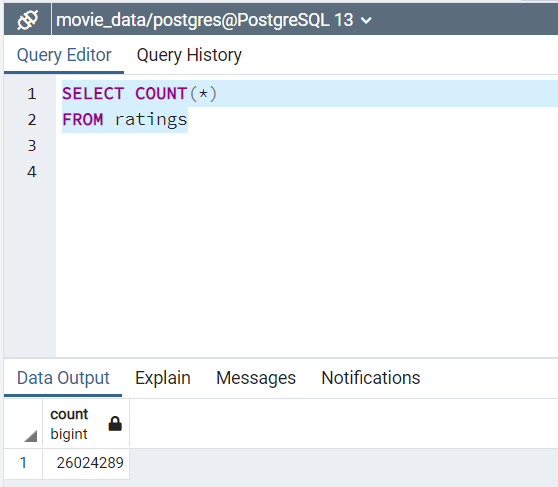 movie_data/postgres@PostgreSQL 13
Query Editor Query History
1 SELECT COUNT(*)
2 FROM ratings
3
4
Data Output Explain Messages Notifications
count
bigint
1 26024289